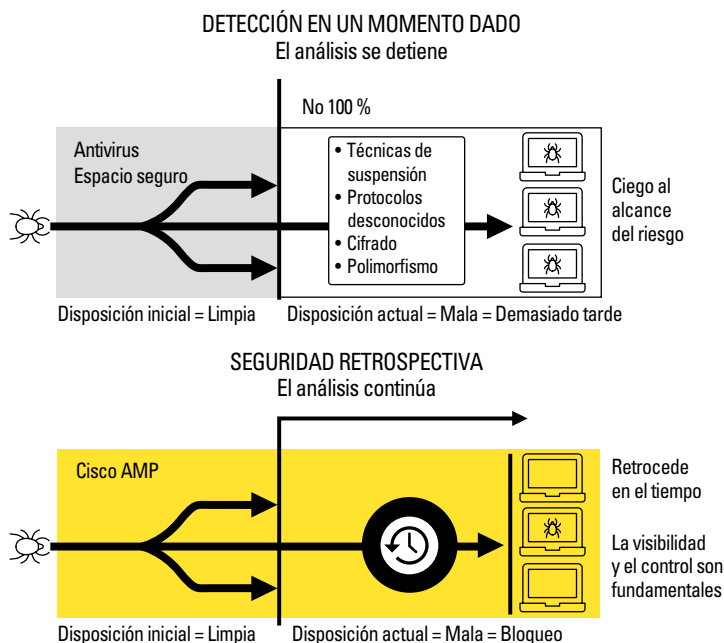 DETECCIÓN EN UN MOMENTO DADO
El análisis se detiene
No 100 %
Antivirus
Espacio seguro
• Técnicas de
suspensión
• Protocolos
desconocidos
• Cifrado
• Polimorfismo
Ciego al
alcance
del riesgo
Disposición inicial = Limpia
Disposición actual = Mala = Demasiado tarde
SEGURIDAD RETROSPECTIVA
El análisis continúa
Cisco AMP
Retrocede
en el tiempo
La visibilidad
y el control son
fundamentales
Disposición inicial = Limpia
Disposición actual = Mala = Bloqueo